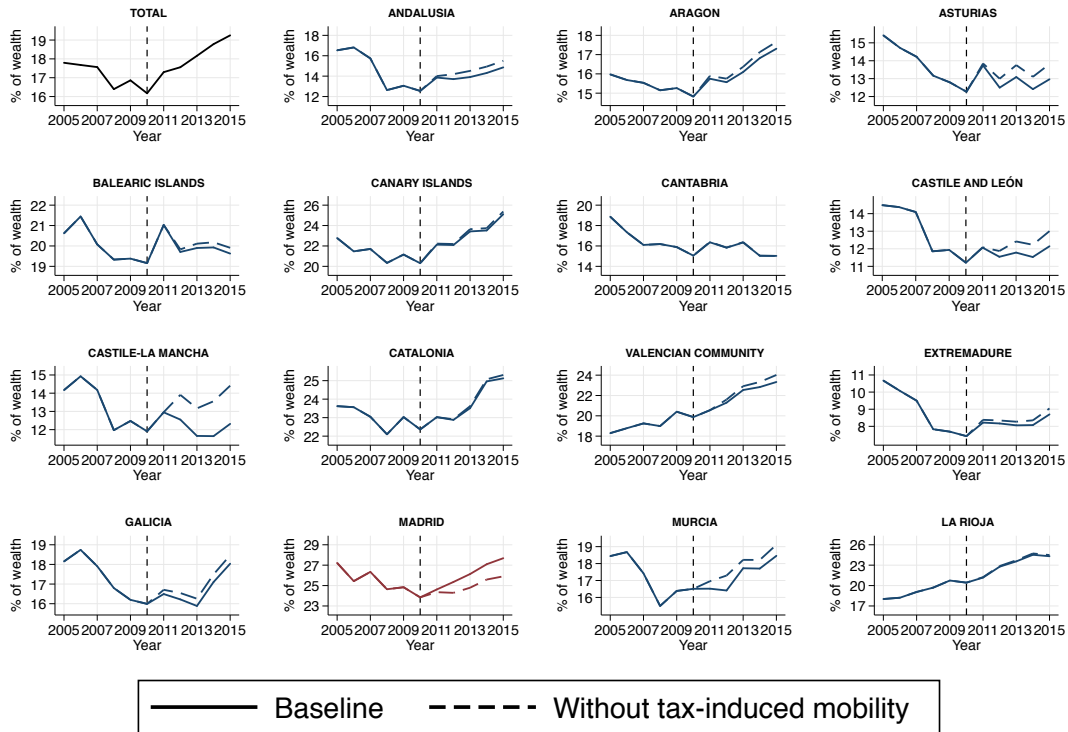 TOTAL
% of wealth
19
18
17
16
2005 2007 2009 2011 2013 2015
Year
ANDALUSIA
% of wealth
18
16
14
12
2005 2007 2009 2011 2013 2015
Year
ARAGON
% of wealth
18
17
16
15
2005 2007 2009 2011 2013 2015
Year
ASTURIAS
% of wealth
15
14
13
12
2005 2007 2009 2011 2013 2015
Year
BALEARIC ISLANDS
% of wealth
22
21
20
19
2005 2007 2009 2011 2013 2015
Year
CANARY ISLANDS
% of wealth
26
24
22
20
2005 2007 2009 2011 2013 2015
Year
CANTABRIA
% of wealth
20
18
16
14
2005 2007 2009 2011 2013 2015
Year
CASTILE AND LEÓN
% of wealth
14
13
12
11
2005 2007 2009 2011 2013 2015
Year
CASTILE-LA MANCHA
% of wealth
15
14
13
12
2005 2007 2009 2011 2013 2015
Year
CATALONIA
% of wealth
25
24
23
22
2005 2007 2009 2011 2013 2015
Year
VALENCIAN COMMUNITY
% of wealth
24
22
20
18
2005 2007 2009 2011 2013 2015
Year
EXTREMADURE
% of wealth
11
10
9
8
2005 2007 2009 2011 2013 2015
Year
GALICIA
% of wealth
19
18
17
16
2005 2007 2009 2011 2013 2015
Year
MADRID
% of wealth
29
27
25
23
2005 2007 2009 2011 2013 2015
Year
MURCIA
% of wealth
19
18
17
16
2005 2007 2009 2011 2013 2015
Year
LA RIOJA
% of wealth
26
23
20
17
2005 2007 2009 2011 2013 2015
Year
Baseline
Without tax-induced mobility